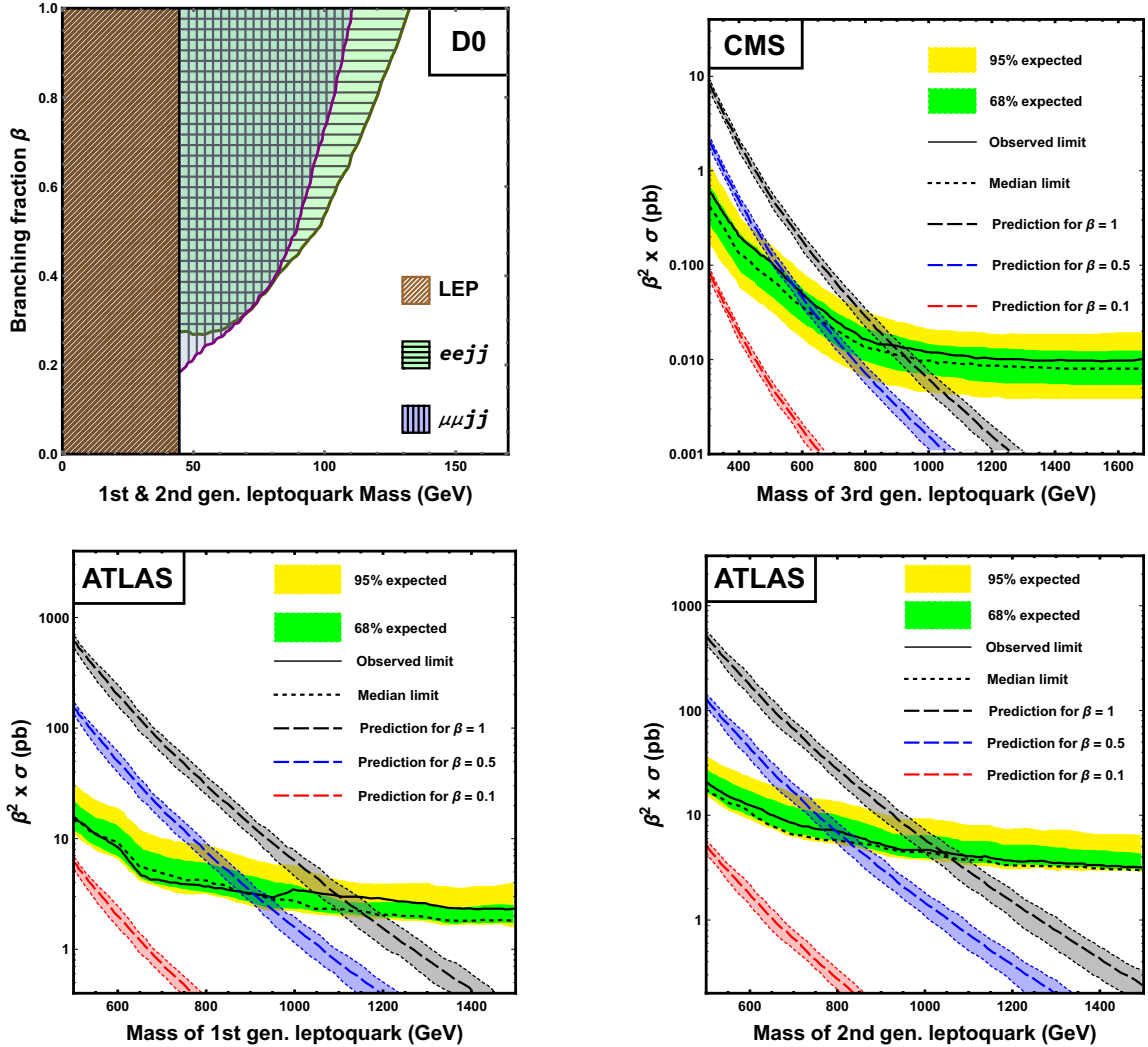 D0
Branching fraction β
1.0
0.8
0.6
0.4
0.2
0.0
LEP
eejj
μμjj
0
50
100
150
1st & 2nd gen. leptoquark Mass (GeV)
CMS
β² x σ (pb)
10
1
0.100
0.010
0.001
95% expected
68% expected
Observed limit
Median limit
Prediction for β = 1
Prediction for β = 0.5
Prediction for β = 0.1
400
600
800
1000
1200
1400
1600
Mass of 3rd gen. leptoquark (GeV)
ATLAS
β² x σ (pb)
1000
100
10
1
95% expected
68% expected
Observed limit
Median limit
Prediction for β = 1
Prediction for β = 0.5
Prediction for β = 0.1
600
800
1000
1200
1400
Mass of 1st gen. leptoquark (GeV)
ATLAS
β² x σ (pb)
1000
100
10
1
95% expected
68% expected
Observed limit
Median limit
Prediction for β = 1
Prediction for β = 0.5
Prediction for β = 0.1
600
800
1000
1200
1400
Mass of 2nd gen. leptoquark (GeV)